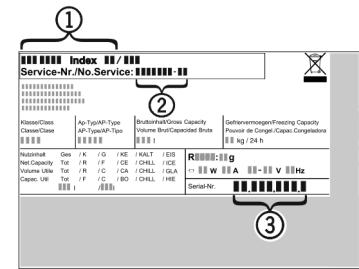 1
Index / 
Service-Nr./No.Service: -
2
Klasse/Class
Classe/Clase
Ap-Typ/AP-Type
AP-Type/AP-Tipo
Bruttoinhalt/Gross Capacity
Volume Brut/Capacided Bruta
l
Gefriervermoegen/Freezing Capacity
Pouvoir de Congel./Capac.Congeladora
kg / 24 h
Nutzinhalt Ges / K / G / KE / KALT / EIS
Net.Capacity Tot / R / F / CE / CHILL / ICE
Volume Utile Tot / R / C / CA / CHILL / GLA
Capac. Util Tot / F / C / BO / CHILL / HIE
l / l
R : g
W A - V Hz
Serial-Nr.
3